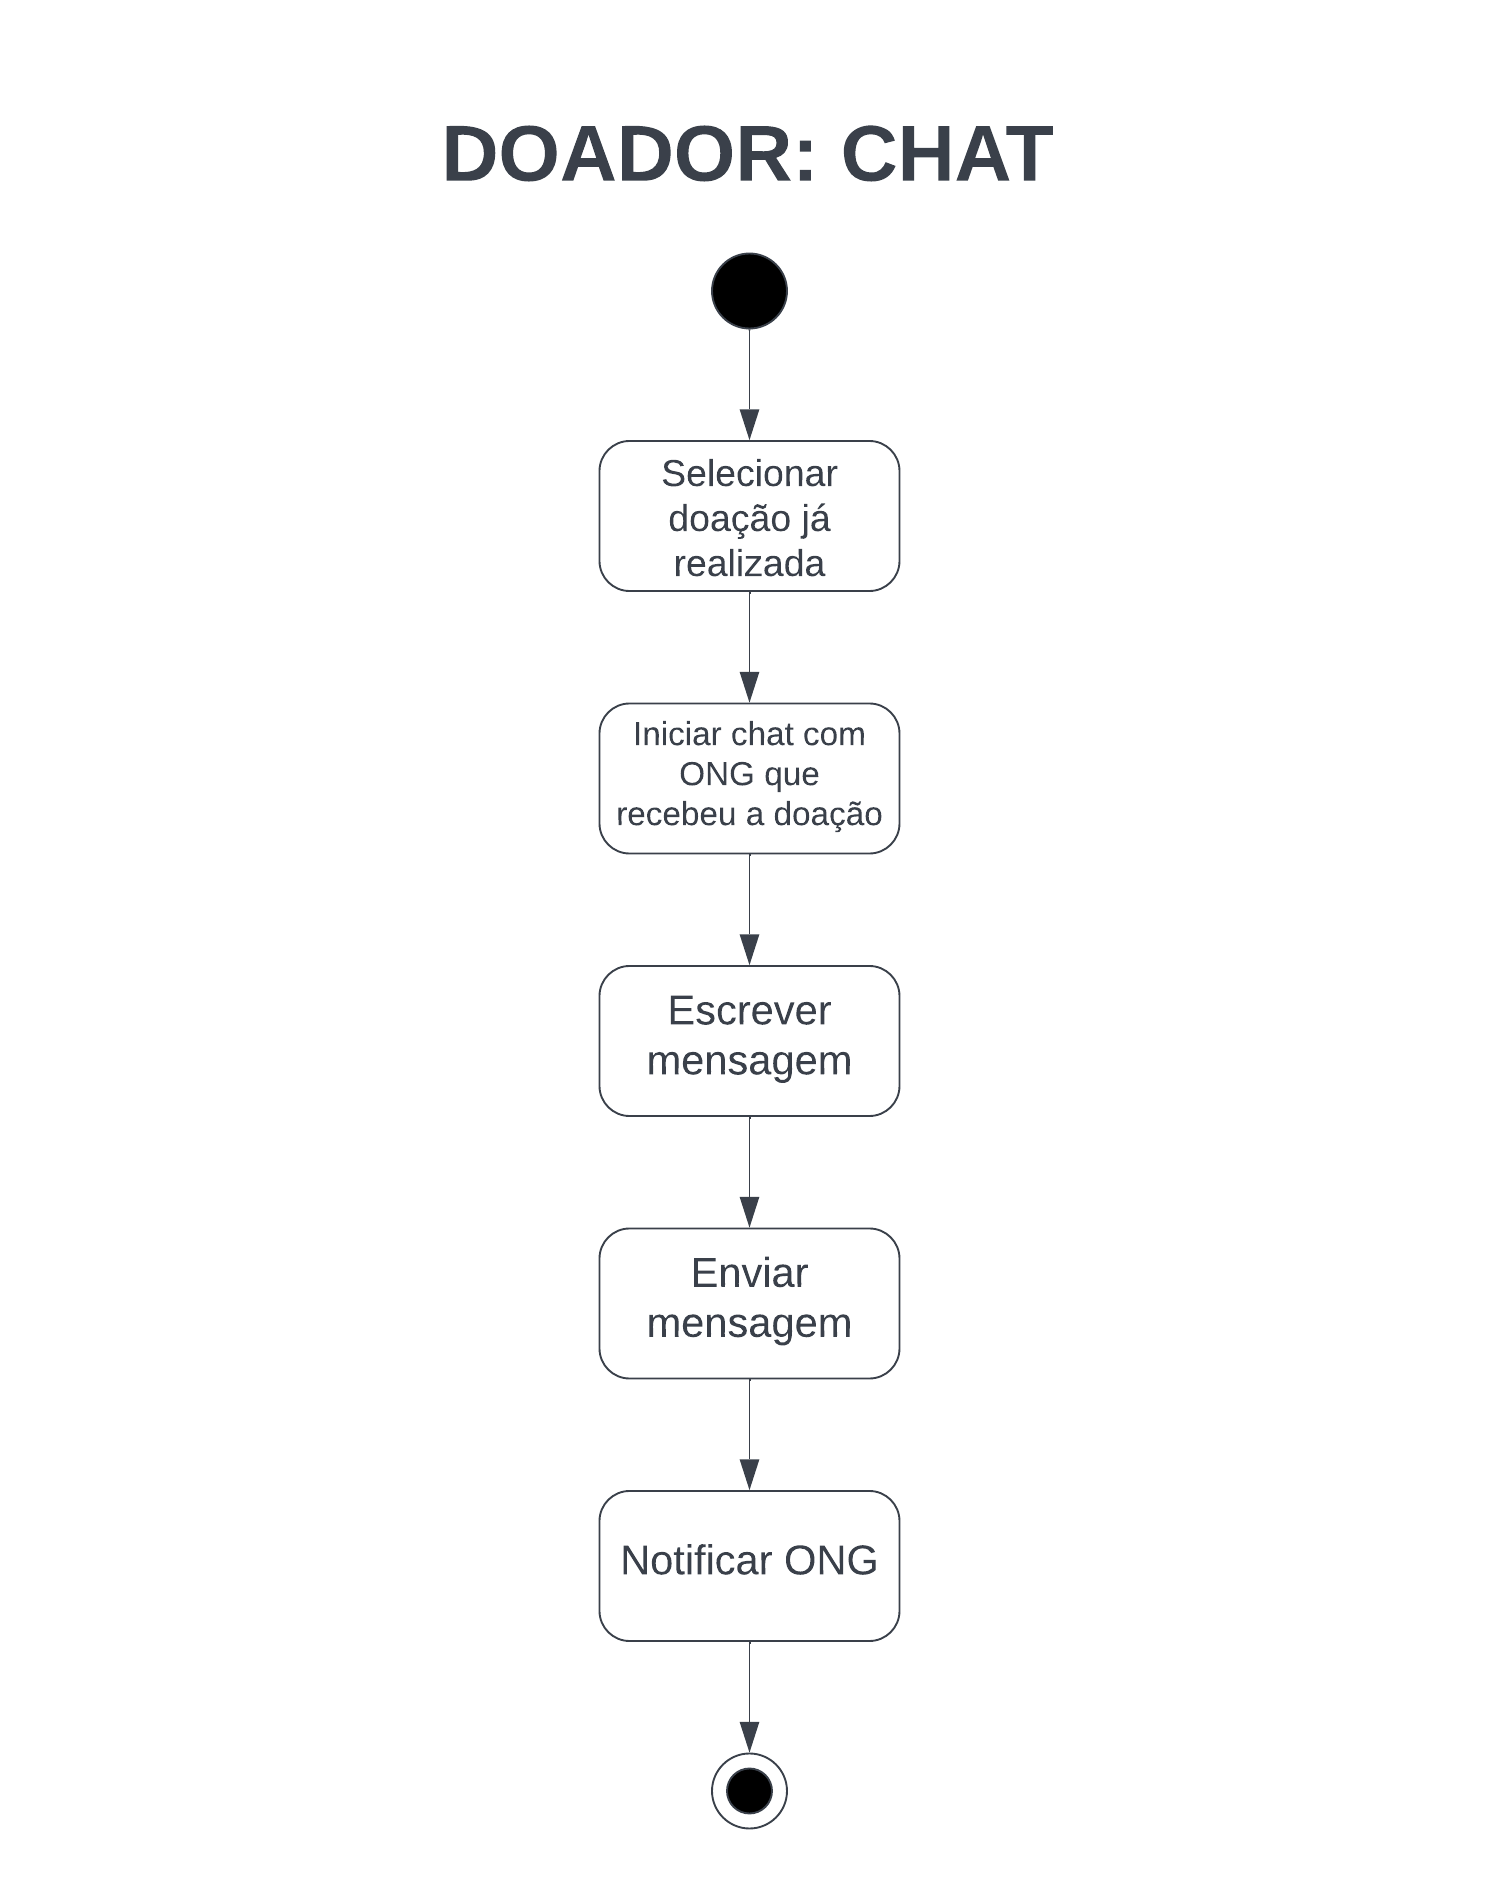 DOADOR: CHAT
Selecionar
doação já
realizada
Iniciar chat com
ONG que
recebeu a doação
Escrever
mensagem
Enviar
mensagem
Notificar ONG